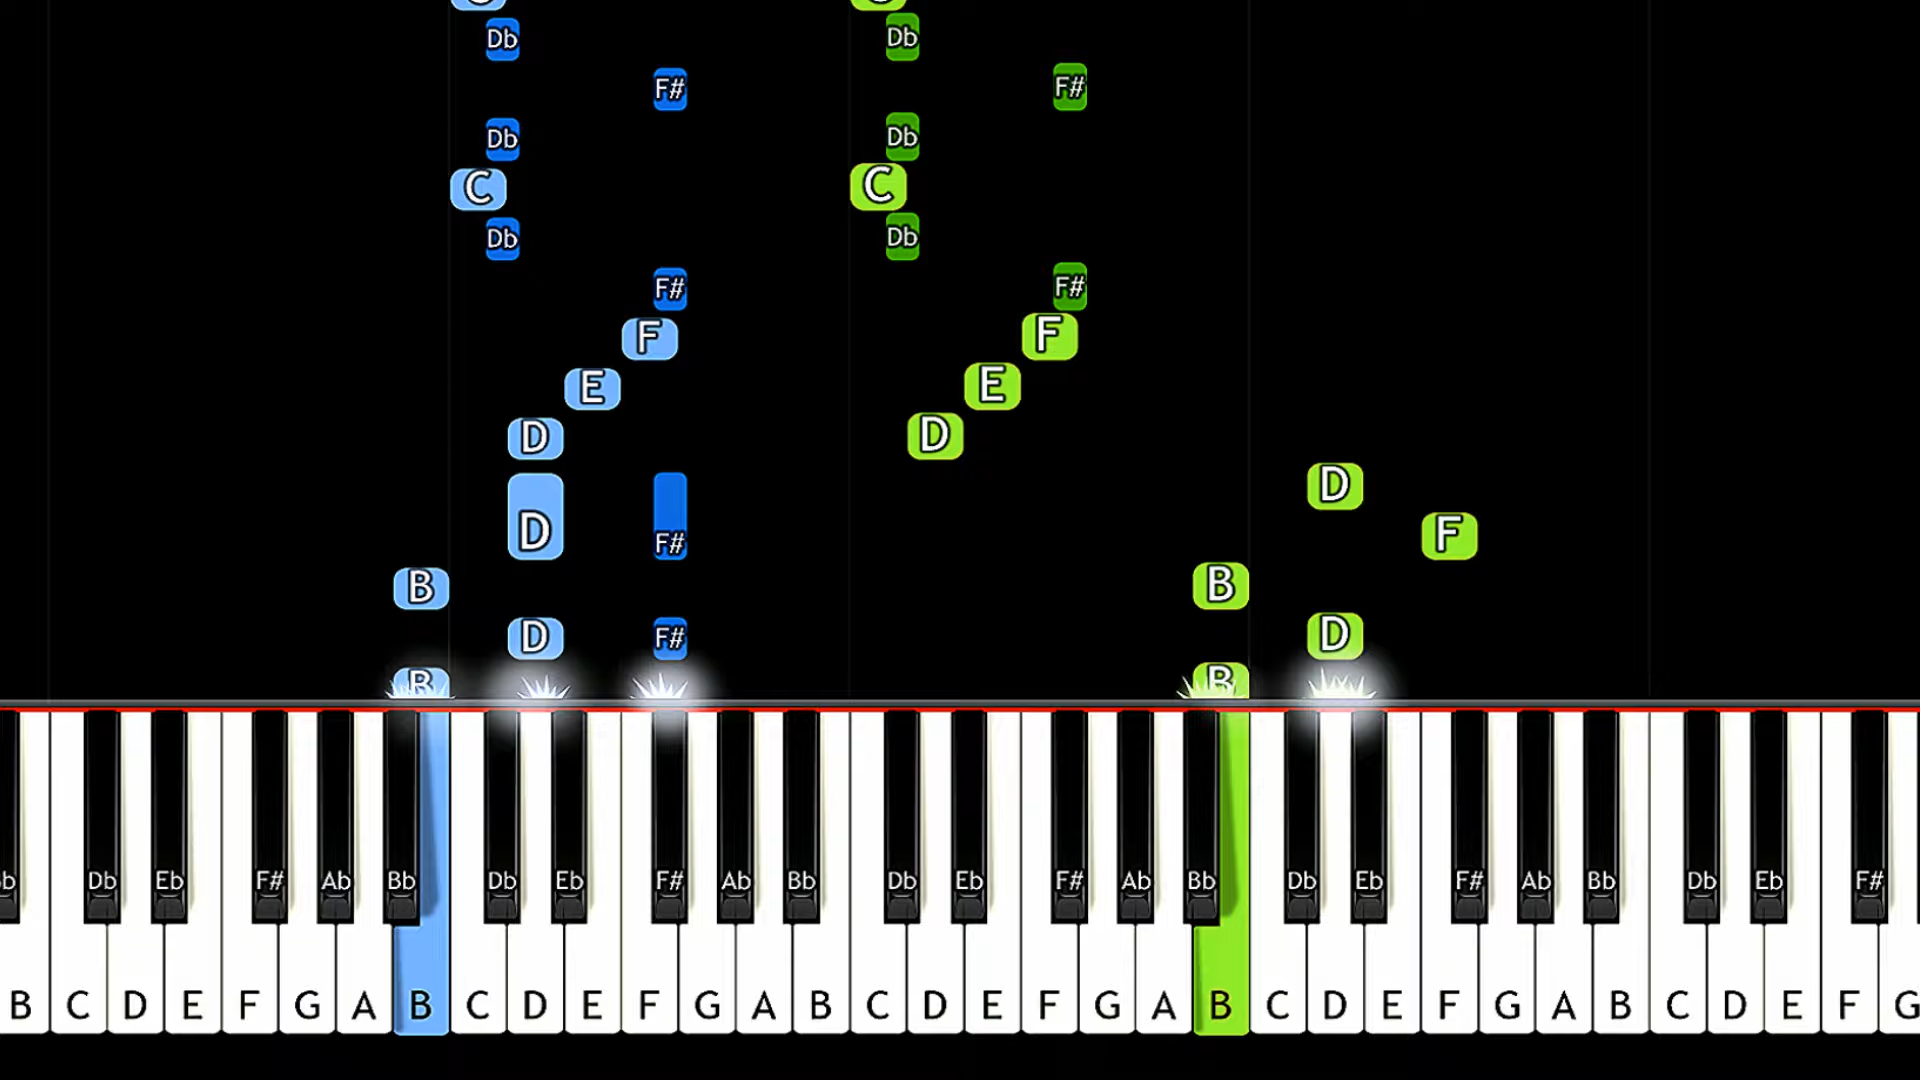 Db Db
F# F#
Db Db
C C
Db Db
F# F#
F F
E E
D D
D
D F# F
B B
D F# D
B B
Db Eb F# Ab Bb Db Eb F# Ab Bb Db Eb F# Ab Bb Db Eb F# Ab Bb Db Eb F#
B C D E F G A B C D E F G A B C D E F G A B C D E F G A B C D E F G